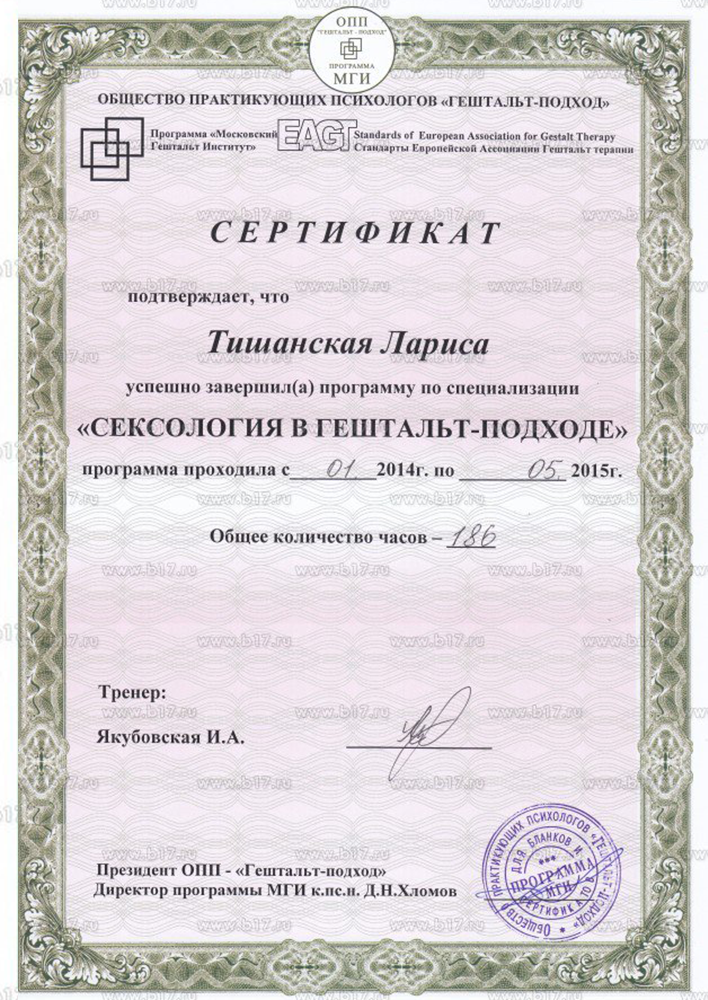 ОПП
"ГЕШТАЛЬТ - ПОДХОД"
ПРОГРАММА
МГИ
ОБЩЕСТВО ПРАКТИКУЮЩИХ ПСИХОЛОГОВ «ГЕШТАЛЬТ-ПОДХОД»
Программа «Московский
Гештальт Институт»
EAGT
Standards of European Association for Gestalt Therapy
Стандарты Европейской Ассоциации Гештальт терапии
СЕРТИФИКАТ
подтверждает, что
Тишанская Лариса
успешно завершил(а) программу по специализации
«СЕКСОЛОГИЯ В ГЕШТАЛЬТ-ПОДХОДЕ»
программа проходила с 01. 2014г. по 05. 2015г.
Общее количество часов – 186
Тренер:
Якубовская И.А.
Президент ОПП - «Гештальт-подход»
Директор программы МГИ к.пс.н. Д.Н.Хломов
ОБЩЕСТВО ПРАКТИКУЮЩИХ ПСИХОЛОГОВ
ДЛЯ БЛАНКОВ И
ПРОГРАММА
МГИ
www.b17.ru